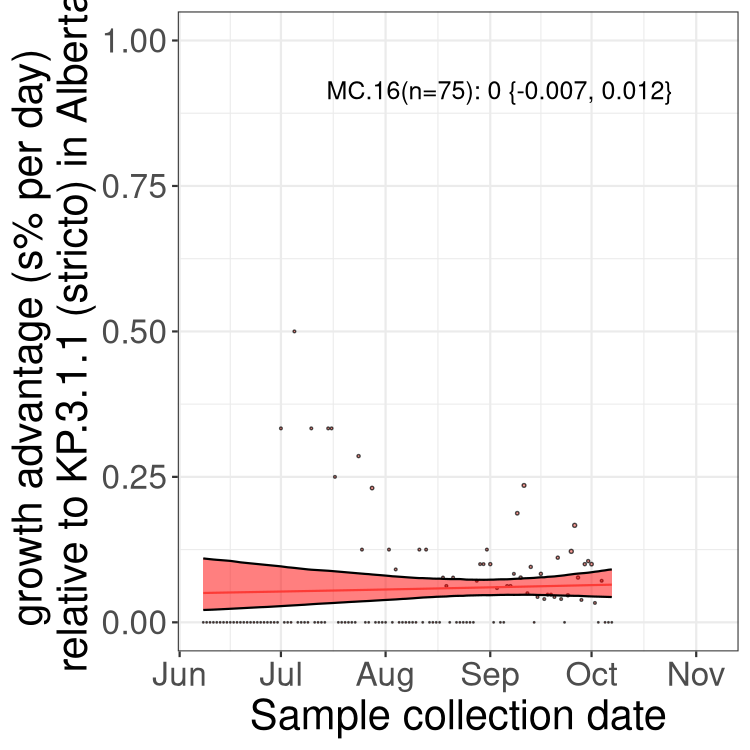 growth advantage (s% per day)
relative to KP.3.1.1 (stricto) in Alberta
1.00
0.75
0.50
0.25
0.00
MC.16(n=75): 0 {-0.007, 0.012}
Jun Jul Aug Sep Oct Nov
Sample collection date